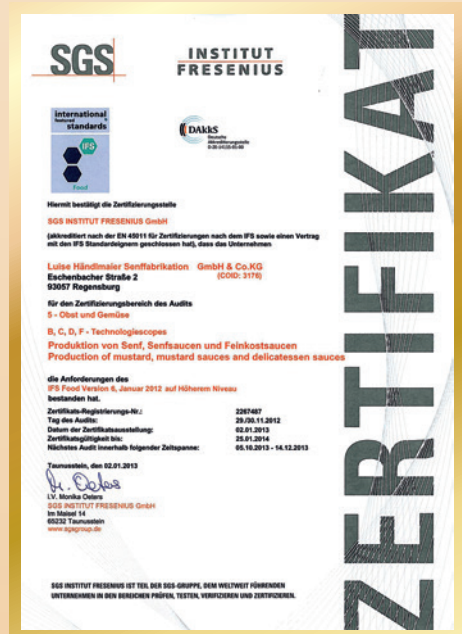 SGS
INSTITUT
FRESENIUS
ZERTIFIKAT
international
featured
standards
IFS
Food
DAkkS
Deutsche
Akkreditierungsstelle
Hiermit bestätigt die Zertifizierungsstelle
SGS INSTITUT FRESENIUS GmbH
(akkreditiert nach der EN 45011 für Zertifizierungen nach dem IFS sowie einen Vertrag
mit den IFS Standardeignern geschlossen hat), dass das Unternehmen
Luise Händlmaier Senffabrikation GmbH & Co.KG
Eschenbacher Straße 2 (COID: 3176)
93057 Regensburg
für den Zertifizierungsbereich des Audits
5 - Obst und Gemüse
B, C, D, F - Technologiescopes
Produktion von Senf, Senfsaucen und Feinkostsaucen
Production of mustard, mustard sauces and delicatessen sauces
die Anforderungen des
IFS Food Version 6, Januar 2012 auf Höherem Niveau
bestanden hat.
Zertifikats-Registrierungs-Nr.: 2267487
Tag des Audits: 29./30.11.2012
Datum der Zertifikatsausstellung: 02.01.2013
Zertifikatsgültigkeit bis: 25.01.2014
Nächstes Audit innerhalb folgender Zeitspanne: 05.10.2013 - 14.12.2013
Taunusstein, den 02.01.2013
Dr. Oeters
i.V. Monika Oeters
SGS INSTITUT FRESENIUS GmbH
Im Maisel 14
65232 Taunusstein
www.sgsgroup.de
SGS INSTITUT FRESENIUS IST TEIL DER SGS-GRUPPE, DEM WELTWEIT FÜHRENDEN
UNTERNEHMEN IN DEN BEREICHEN PRÜFEN, TESTEN, VERIFIZIEREN UND ZERTIFIZIEREN.